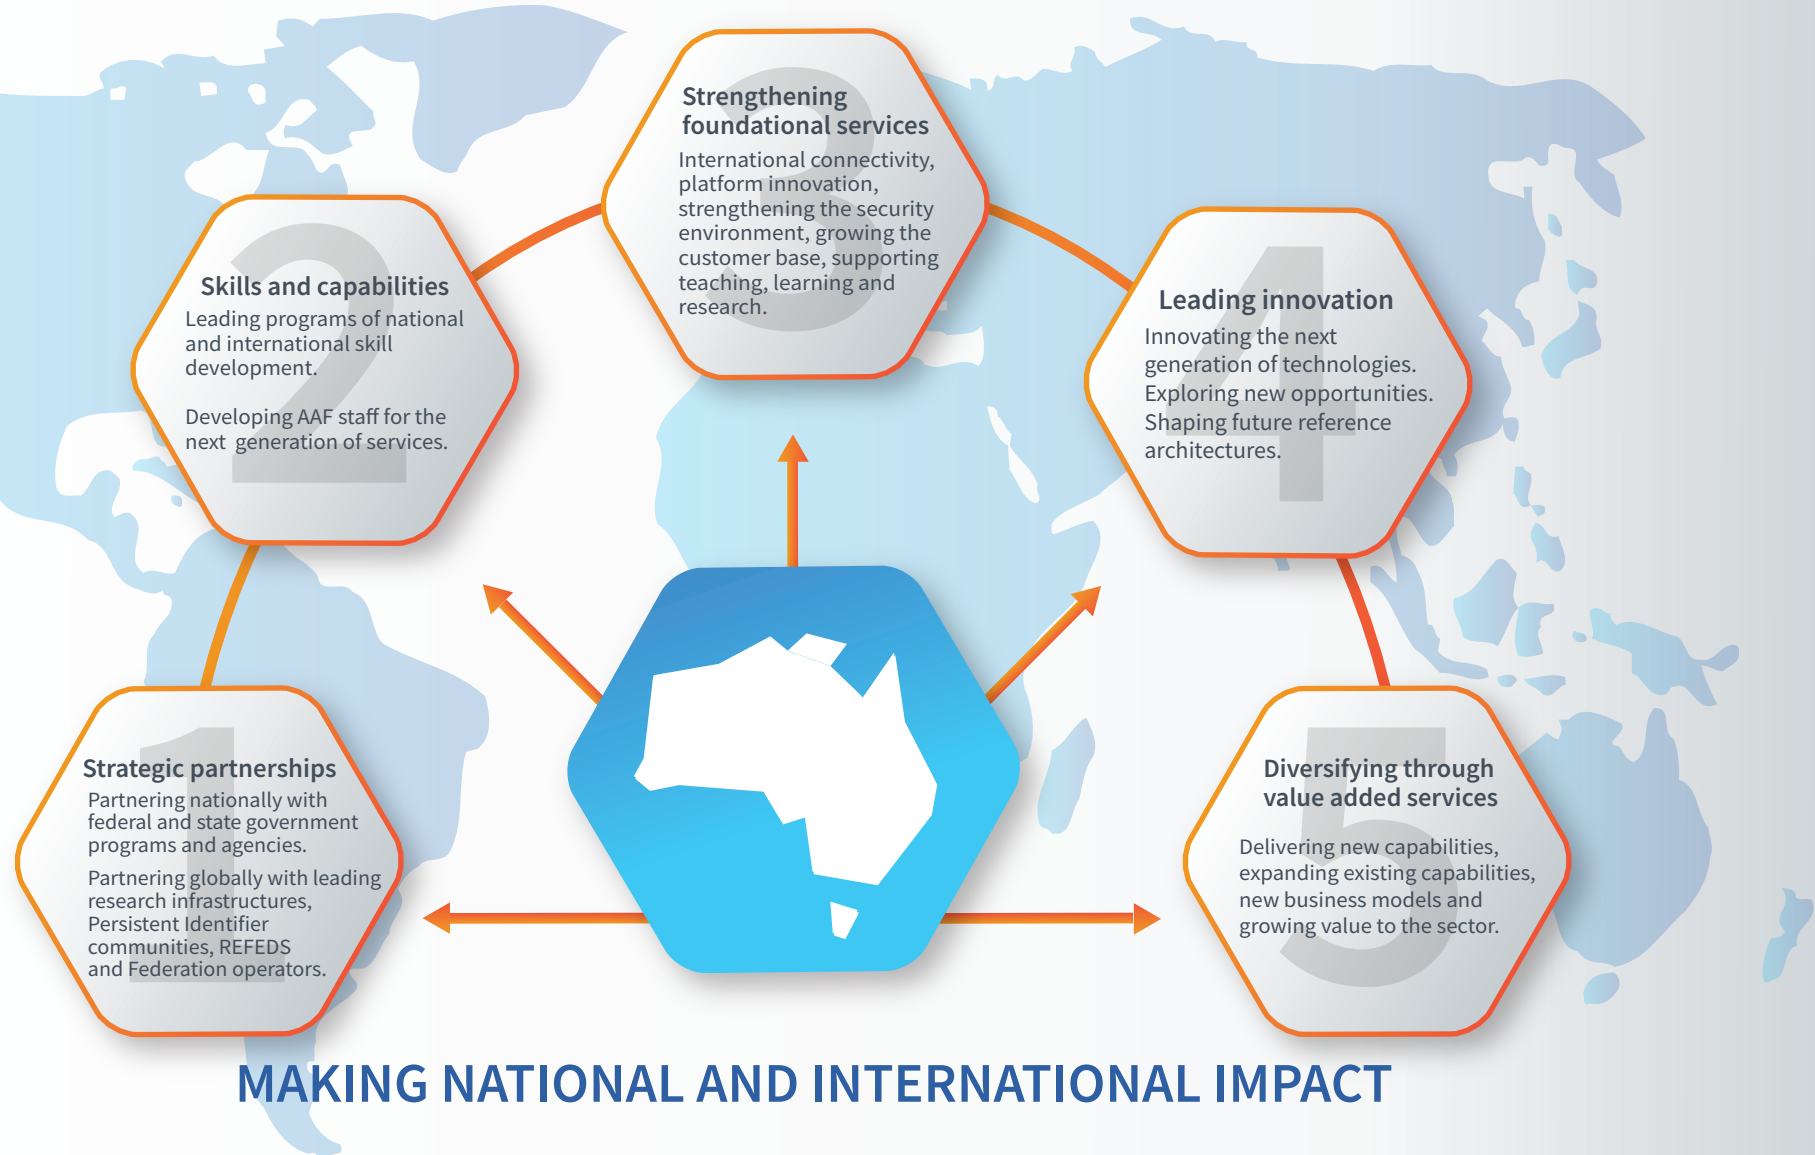 1
Strategic partnerships
Partnering nationally with
federal and state government
programs and agencies.
Partnering globally with leading
research infrastructures,
Persistent Identifier
communities, REFEDS
and Federation operators.
2
Skills and capabilities
Leading programs of national
and international skill
development.
Developing AAF staff for the
next generation of services.
3
Strengthening
foundational services
International connectivity,
platform innovation,
strengthening the security
environment, growing the
customer base, supporting
teaching, learning and
research.
4
Leading innovation
Innovating the next
generation of technologies.
Exploring new opportunities.
Shaping future reference
architectures.
5
Diversifying through
value added services
Delivering new capabilities,
expanding existing capabilities,
new business models and
growing value to the sector.
MAKING NATIONAL AND INTERNATIONAL IMPACT